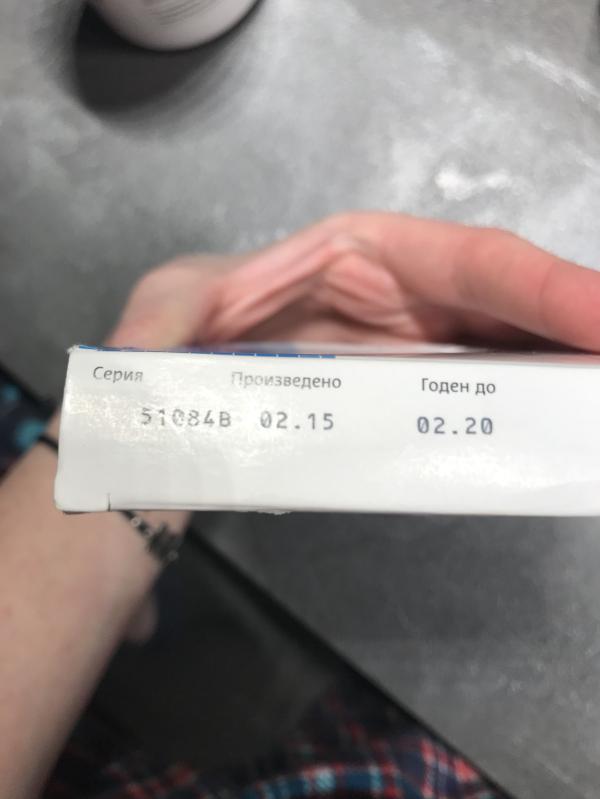 Серия Произведено Годен до
51084B 02.15 02.20